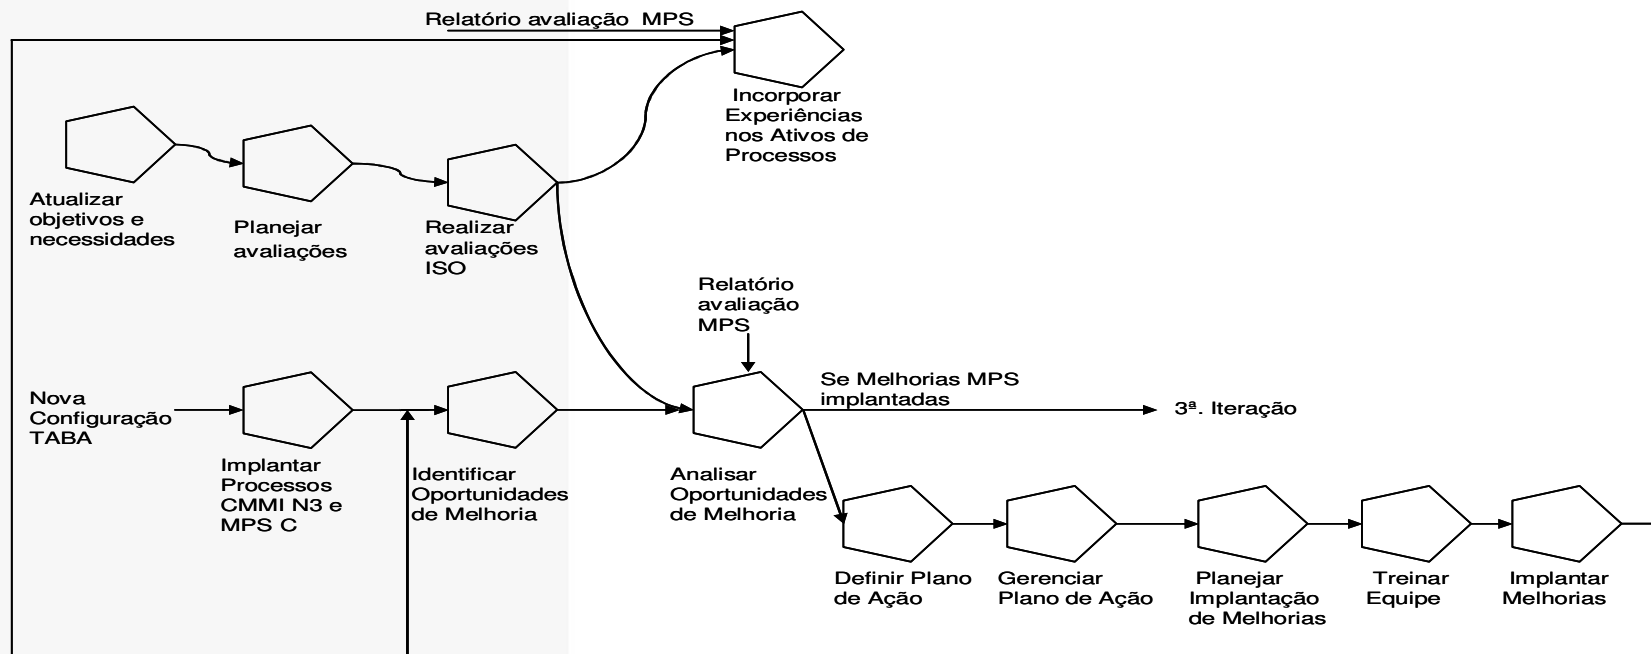 Relatório avaliação MPS
Incorporar
Experiências
nos Ativos de
Processos
Atualizar
objetivos e
necessidades
Planejar
avaliações
Realizar
avaliações
ISO
Relatório
avaliação
MPS
Nova
Configuração
TABA
Implantar
Processos
CMMI N3 e
MPS C
Identificar
Oportunidades
de Melhoria
Analisar
Oportunidades
de Melhoria
Se Melhorias MPS
implantadas
3ª. Iteração
Definir Plano
de Ação
Gerenciar
Plano de Ação
Planejar
Implantação
de Melhorias
Treinar
Equipe
Implantar
Melhorias